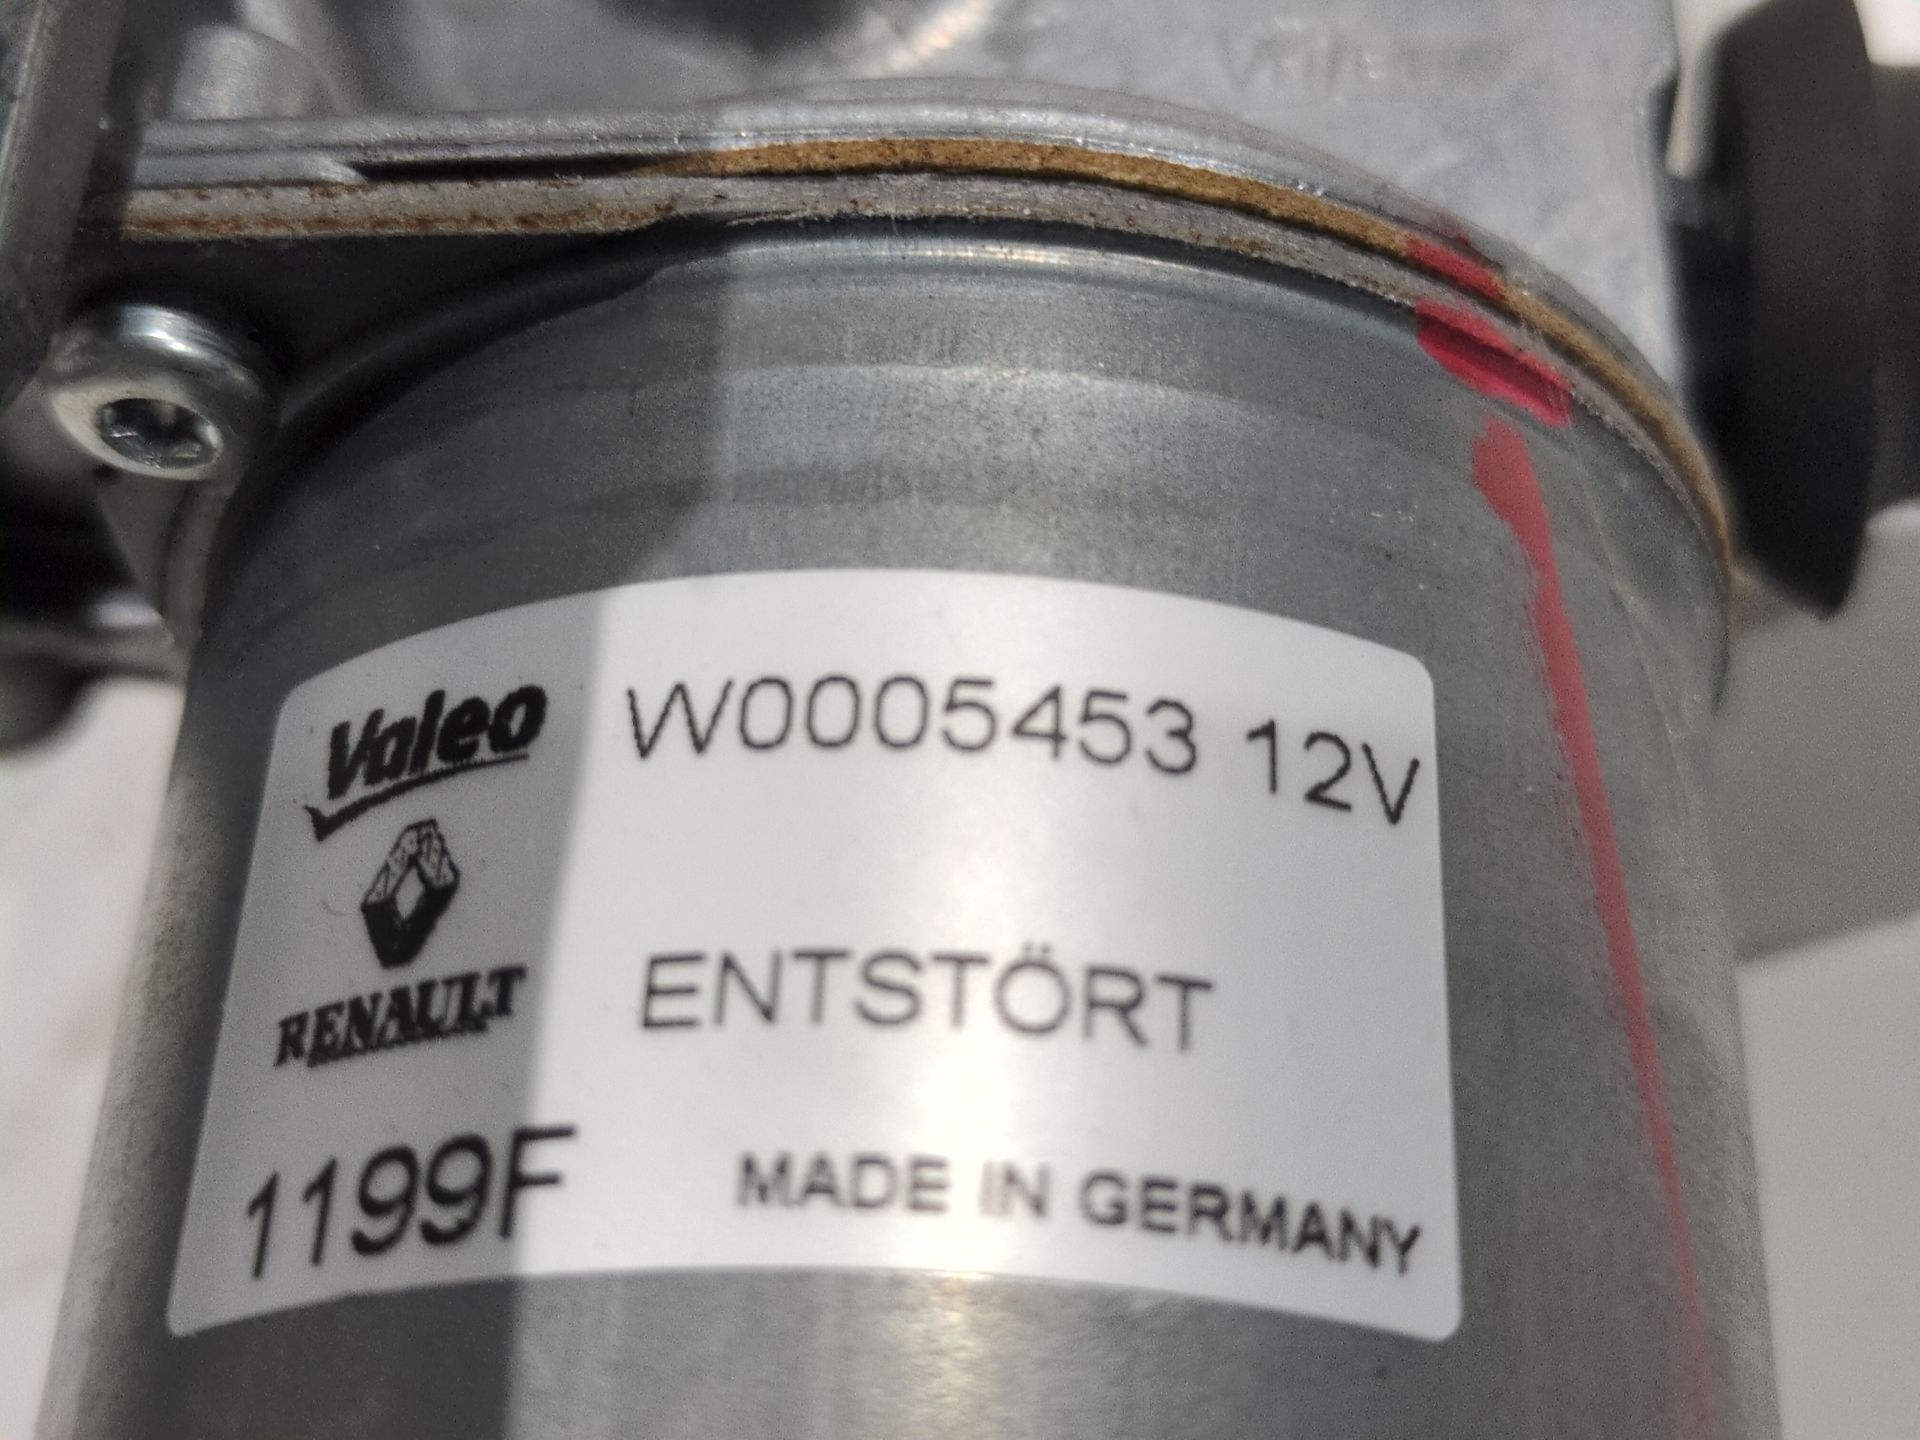 Valeo W0005453 12V
RENAULT ENTSTÖRT
1199F MADE IN GERMANY